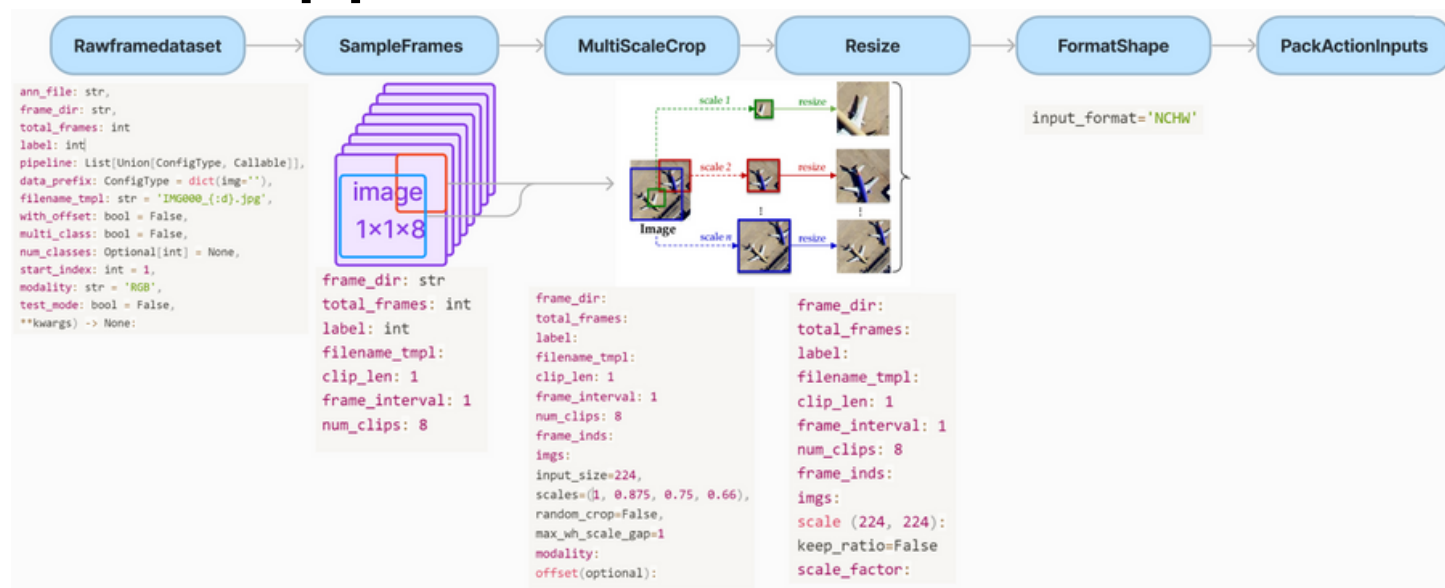 Rawframedataset
SampleFrames
MultiScaleCrop
Resize
FormatShape
PackActionInputs
ann_file: str,
frame_dir: str,
total_frames: int
label: int
pipeline: List[Union[ConfigType, Callable]],
data_prefix: ConfigType = dict(img=''),
filename_tmpl: str = 'IMG000_{:d}.jpg',
with_offset: bool = False,
multi_class: bool = False,
num_classes: Optional[int] = None,
start_index: int = 1,
modality: str = 'RGB',
test_mode: bool = False,
**kwargs) -> None:
image
1×1×8
frame_dir: str
total_frames: int
label: int
filename_tmpl:
clip_len: 1
frame_interval: 1
num_clips: 8
scale 1
resize
scale 2
resize
Image
scale n
resize
frame_dir:
total_frames:
label:
filename_tmpl:
clip_len: 1
frame_interval: 1
num_clips: 8
frame_inds:
imgs:
input_size=224,
scales=(1, 0.875, 0.75, 0.66),
random_crop=False,
max_wh_scale_gap=1
modality:
offset(optional):
frame_dir:
total_frames:
label:
filename_tmpl:
clip_len: 1
frame_interval: 1
num_clips: 8
frame_inds:
imgs:
scale (224, 224):
keep_ratio=False
scale_factor:
input_format='NCHW'